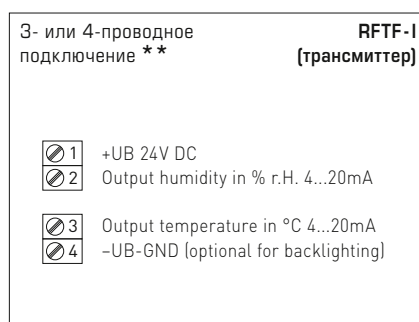 3- или 4-проводное
подключение **
RFTF-I
(трансмиттер)
1 +UB 24V DC
2 Output humidity in % r.H. 4...20mA
3 Output temperature in °C 4...20mA
4 –UB-GND (optional for backlighting)